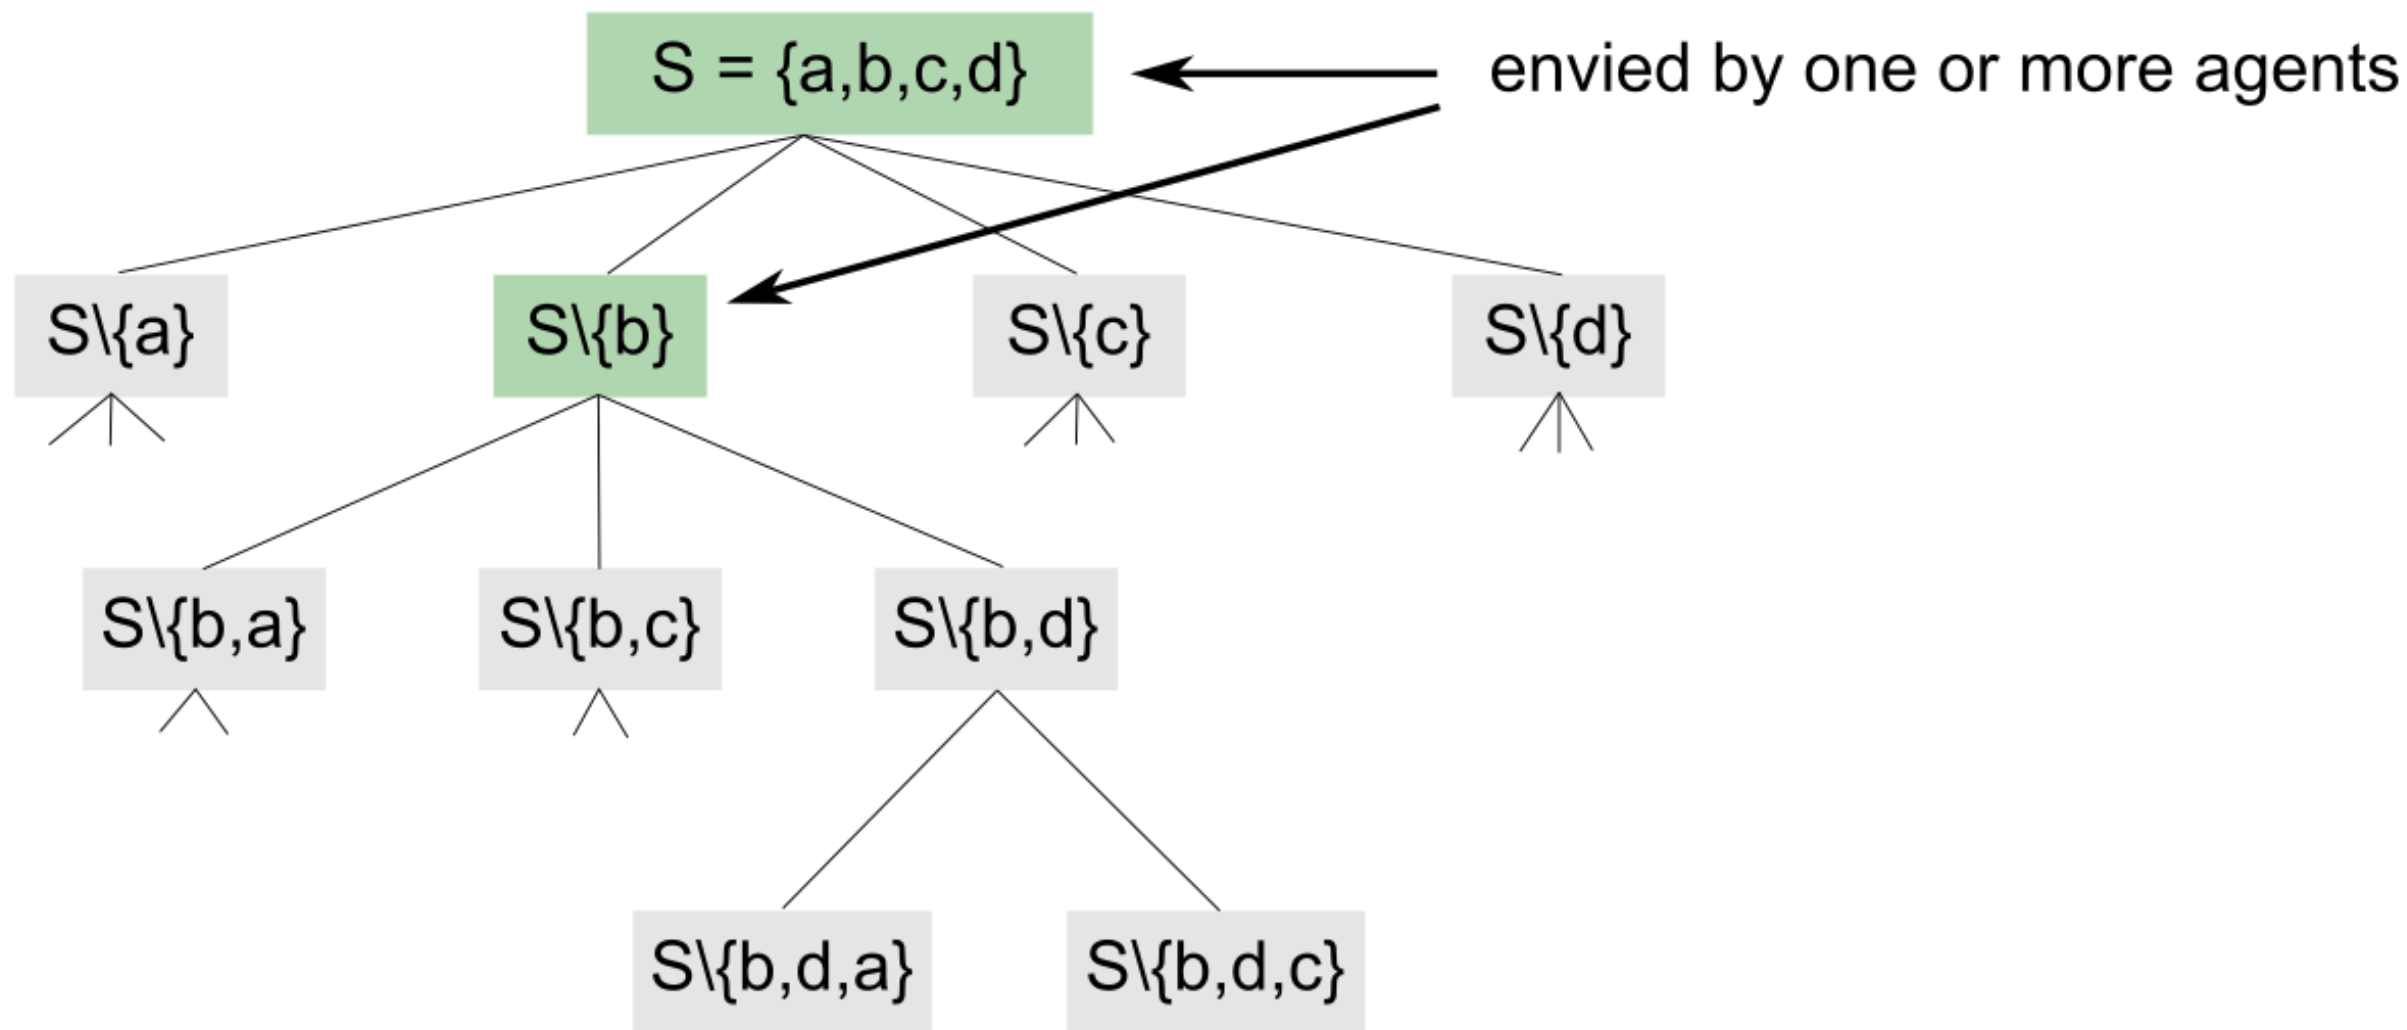 S = {a,b,c,d}
envied by one or more agents
S\{a}
S\{b}
S\{c}
S\{d}
S\{b,a}
S\{b,c}
S\{b,d}
S\{b,d,a}
S\{b,d,c}